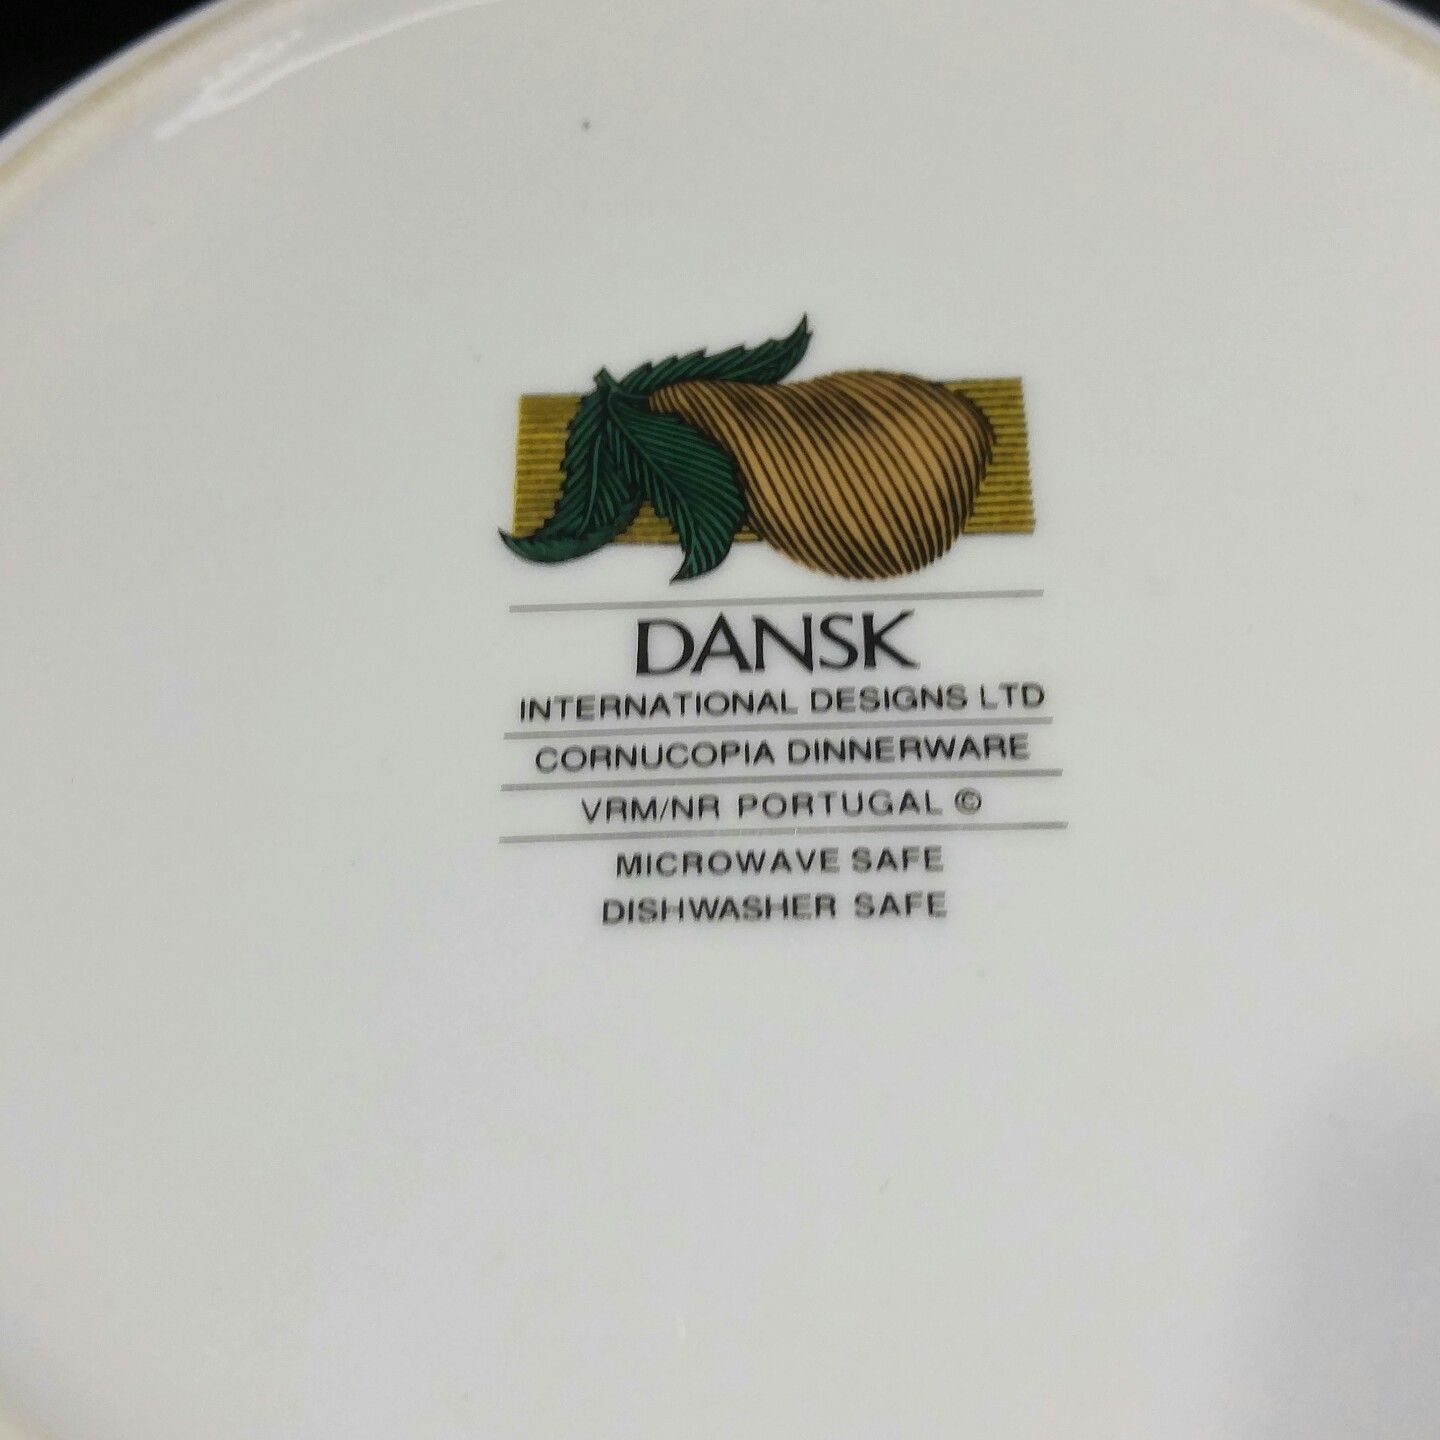 DANSK
INTERNATIONAL DESIGNS LTD
CORNUCOPIA DINNERWARE
VRM/NR PORTUGAL ©
MICROWAVE SAFE
DISHWASHER SAFE